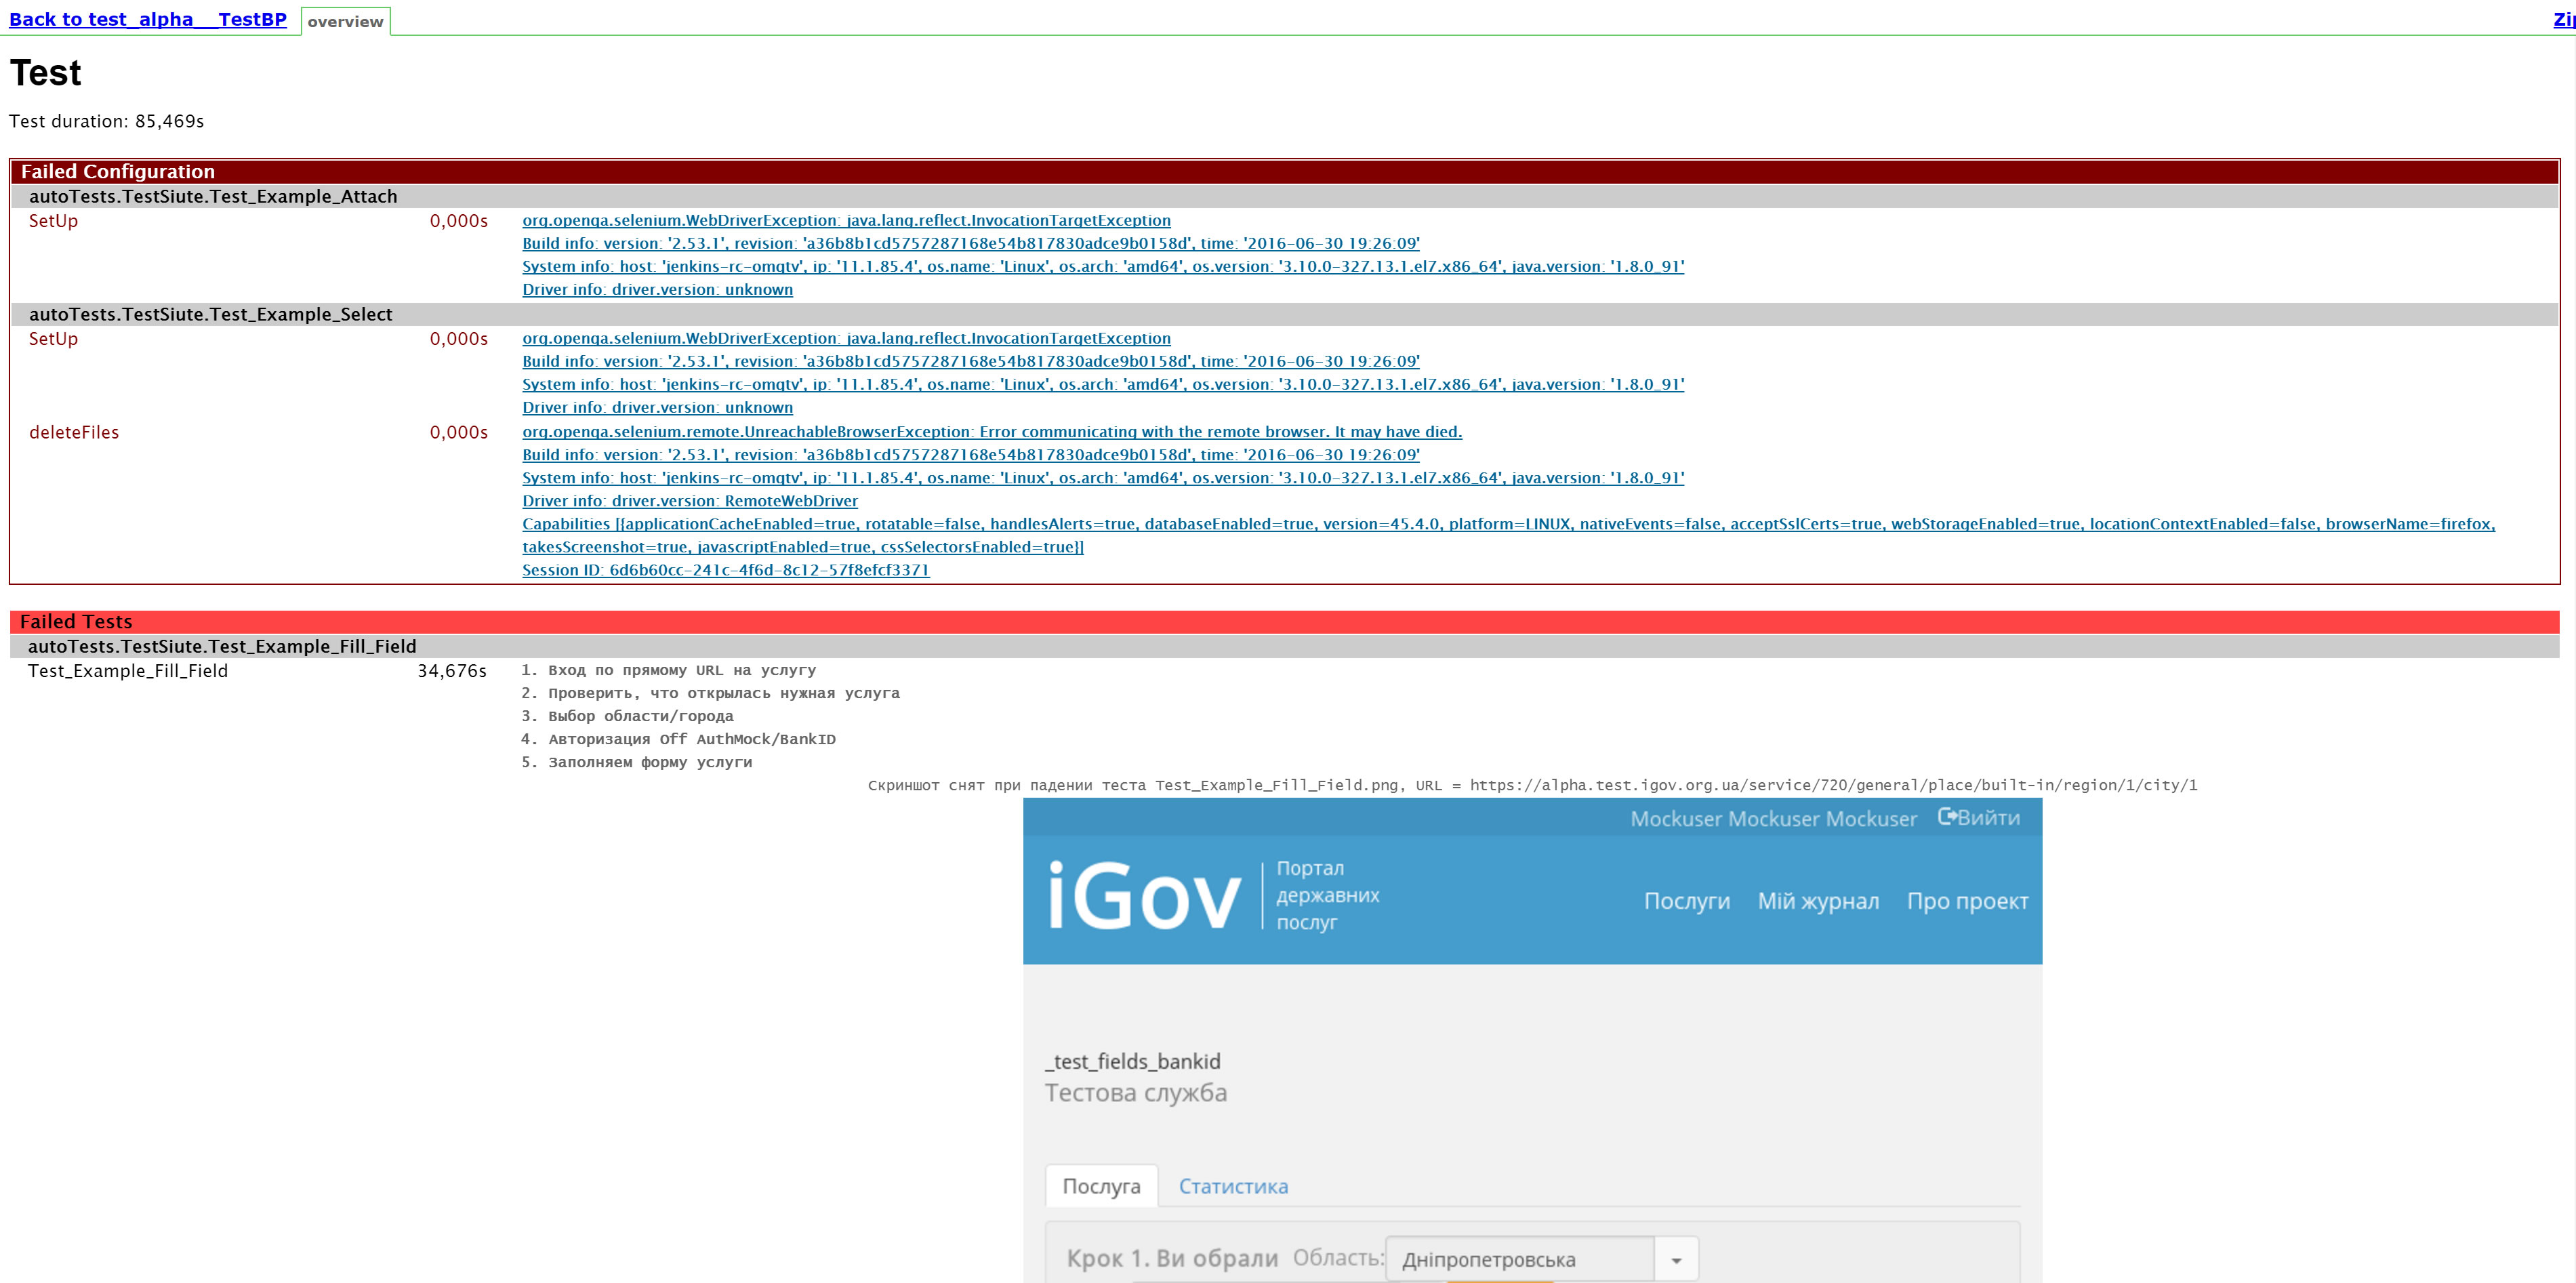 Back to test_alpha__TestBP
overview
Test
Test duration: 85,469s
Failed Configuration
autoTests.TestSiute.Test_Example_Attach
SetUp 0,000s org.openqa.selenium.WebDriverException: java.lang.reflect.InvocationTargetException
Build info: version: '2.53.1', revision: 'a36b8b1cd5757287168e54b817830adce9b0158d', time: '2016-06-30 19:26:09'
System info: host: 'jenkins-rc-omqtv', ip: '11.1.85.4', os.name: 'Linux', os.arch: 'amd64', os.version: '3.10.0-327.13.1.el7.x86_64', java.version: '1.8.0_91'
Driver info: driver.version: unknown
autoTests.TestSiute.Test_Example_Select
SetUp 0,000s org.openqa.selenium.WebDriverException: java.lang.reflect.InvocationTargetException
Build info: version: '2.53.1', revision: 'a36b8b1cd5757287168e54b817830adce9b0158d', time: '2016-06-30 19:26:09'
System info: host: 'jenkins-rc-omqtv', ip: '11.1.85.4', os.name: 'Linux', os.arch: 'amd64', os.version: '3.10.0-327.13.1.el7.x86_64', java.version: '1.8.0_91'
Driver info: driver.version: unknown
deleteFiles 0,000s org.openqa.selenium.remote.UnreachableBrowserException: Error communicating with the remote browser. It may have died.
Build info: version: '2.53.1', revision: 'a36b8b1cd5757287168e54b817830adce9b0158d', time: '2016-06-30 19:26:09'
System info: host: 'jenkins-rc-omqtv', ip: '11.1.85.4', os.name: 'Linux', os.arch: 'amd64', os.version: '3.10.0-327.13.1.el7.x86_64', java.version: '1.8.0_91'
Driver info: driver.version: RemoteWebDriver
Capabilities [{applicationCacheEnabled=true, rotatable=false, handlesAlerts=true, databaseEnabled=true, version=45.4.0, platform=LINUX, nativeEvents=false, acceptSslCerts=true, webStorageEnabled=true, locationContextEnabled=false, browserName=firefox,
takesScreenshot=true, javascriptEnabled=true, cssSelectorsEnabled=true}]
Session ID: 6d6b60cc-241c-4f6d-8c12-57f8efcf3371
Failed Tests
autoTests.TestSiute.Test_Example_Fill_Field
Test_Example_Fill_Field 34,676s 1. Вход по прямому URL на услугу
2. Проверить, что открылась нужная услуга
3. Выбор области/города
4. Авторизация Off AuthMock/BankID
5. Заполняем форму услуги
Скриншот снят при падении теста Test_Example_Fill_Field.png, URL = https://alpha.test.igov.org.ua/service/720/general/place/built-in/region/1/city/1
Mockuser Mockuser Mockuser Вийти
iGov
Портал
державних
послуг
Послуги Мій журнал Про проект
_test_fields_bankid
Тестова служба
Послуга Статистика
Крок 1. Ви обрали Область: Дніпропетровська